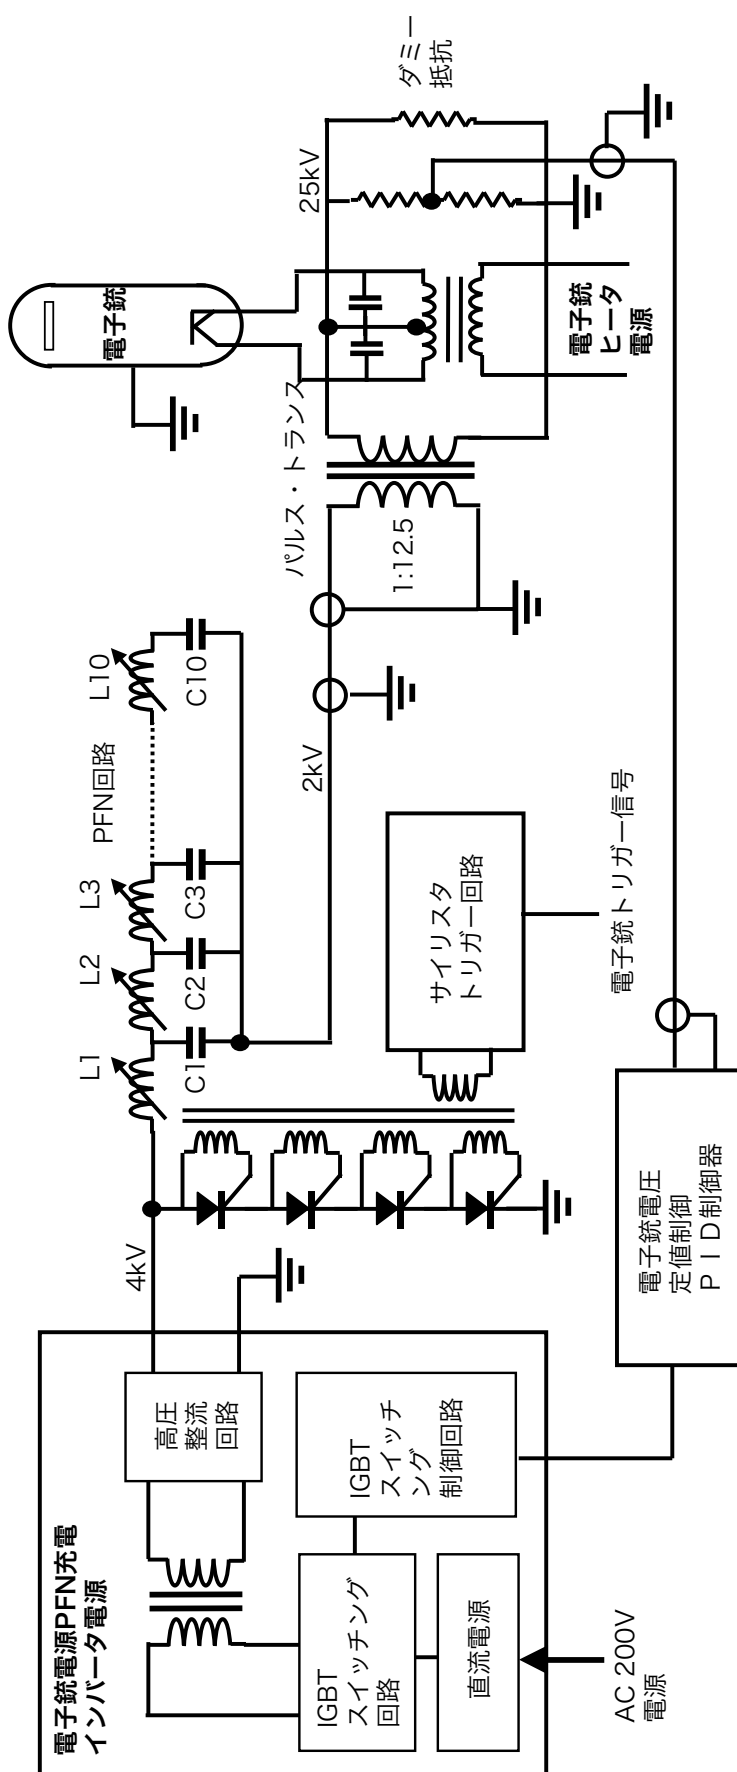 電子銃電源PFN充電
インバータ電源
IGBT
スイッチング
回路
直流電源
AC 200V
電源
高圧
整流
回路
IGBT
スイッチ
ング
制御回路
4kV
電子銃電圧
定値制御
ＰＩＤ制御器
L1
L2
L3
L10
PFN回路
C1
C2
C3
C10
サイリスタ
トリガー回路
電子銃トリガー信号
2kV
パルス・トランス
1:12.5
電子銃
電子銃
ヒータ
電源
25kV
ダミー
抵抗